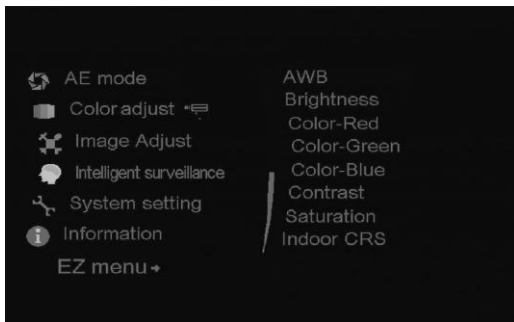 AE mode
Color adjust
Image Adjust
Intelligent surveillance
System setting
Information
EZ menu
AWB
Brightness
Color-Red
Color-Green
Color-Blue
Contrast
Saturation
Indoor CRS